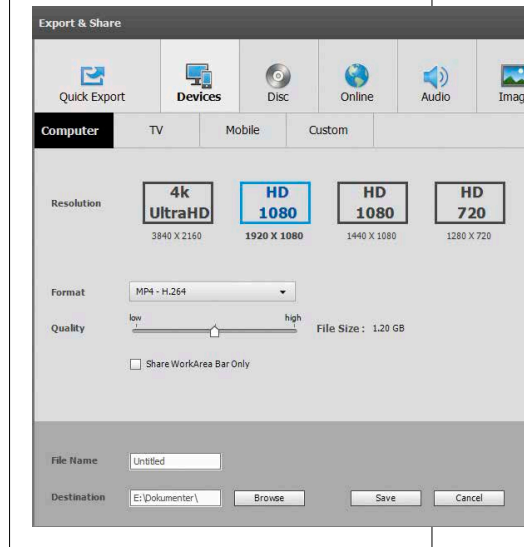 Export & Share
Quick Export Devices Disc Online Audio Imag
Computer TV Mobile Custom
Resolution
4k UltraHD
3840 X 2160
HD 1080
1920 X 1080
HD 1080
1440 X 1080
HD 720
1280 X 720
Format MP4 - H.264
Quality low high File Size : 1.20 GB
Share WorkArea Bar Only
File Name Untitled
Destination E:\Dokumenter\ Browse Save Cancel